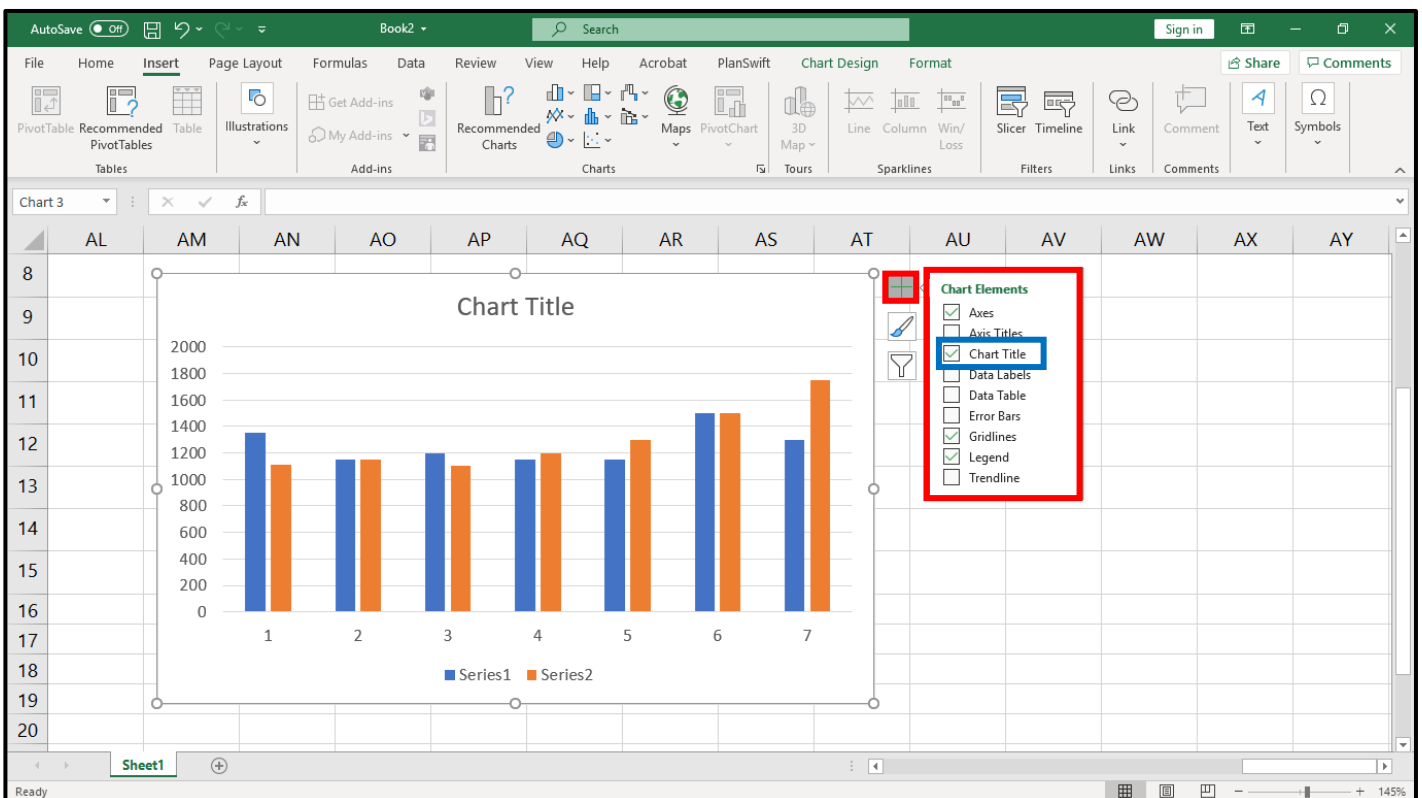 AutoSave Off Book2 Search Sign in
File Home Insert Page Layout Formulas Data Review View Help Acrobat PlanSwift Chart Design Format Share Comments
PivotTable Recommended PivotTables Table Illustrations Get Add-ins My Add-ins Recommended Charts Maps PivotChart 3D Map Line Column Win/ Loss Slicer Timeline Link Comment Text Symbols
Tables Add-ins Charts Tours Sparklines Filters Links Comments
Chart 3 fx
AL AM AN AO AP AQ AR AS AT AU AV AW AX AY
8
9
10
11
12
13
14
15
16
17
18
19
20
Chart Title
2000
1800
1600
1400
1200
1000
800
600
400
200
0
1 2 3 4 5 6 7
Series1 Series2
Chart Elements
Axes
Axis Titles
Chart Title
Data Labels
Data Table
Error Bars
Gridlines
Legend
Trendline
Sheet1
Ready 145%